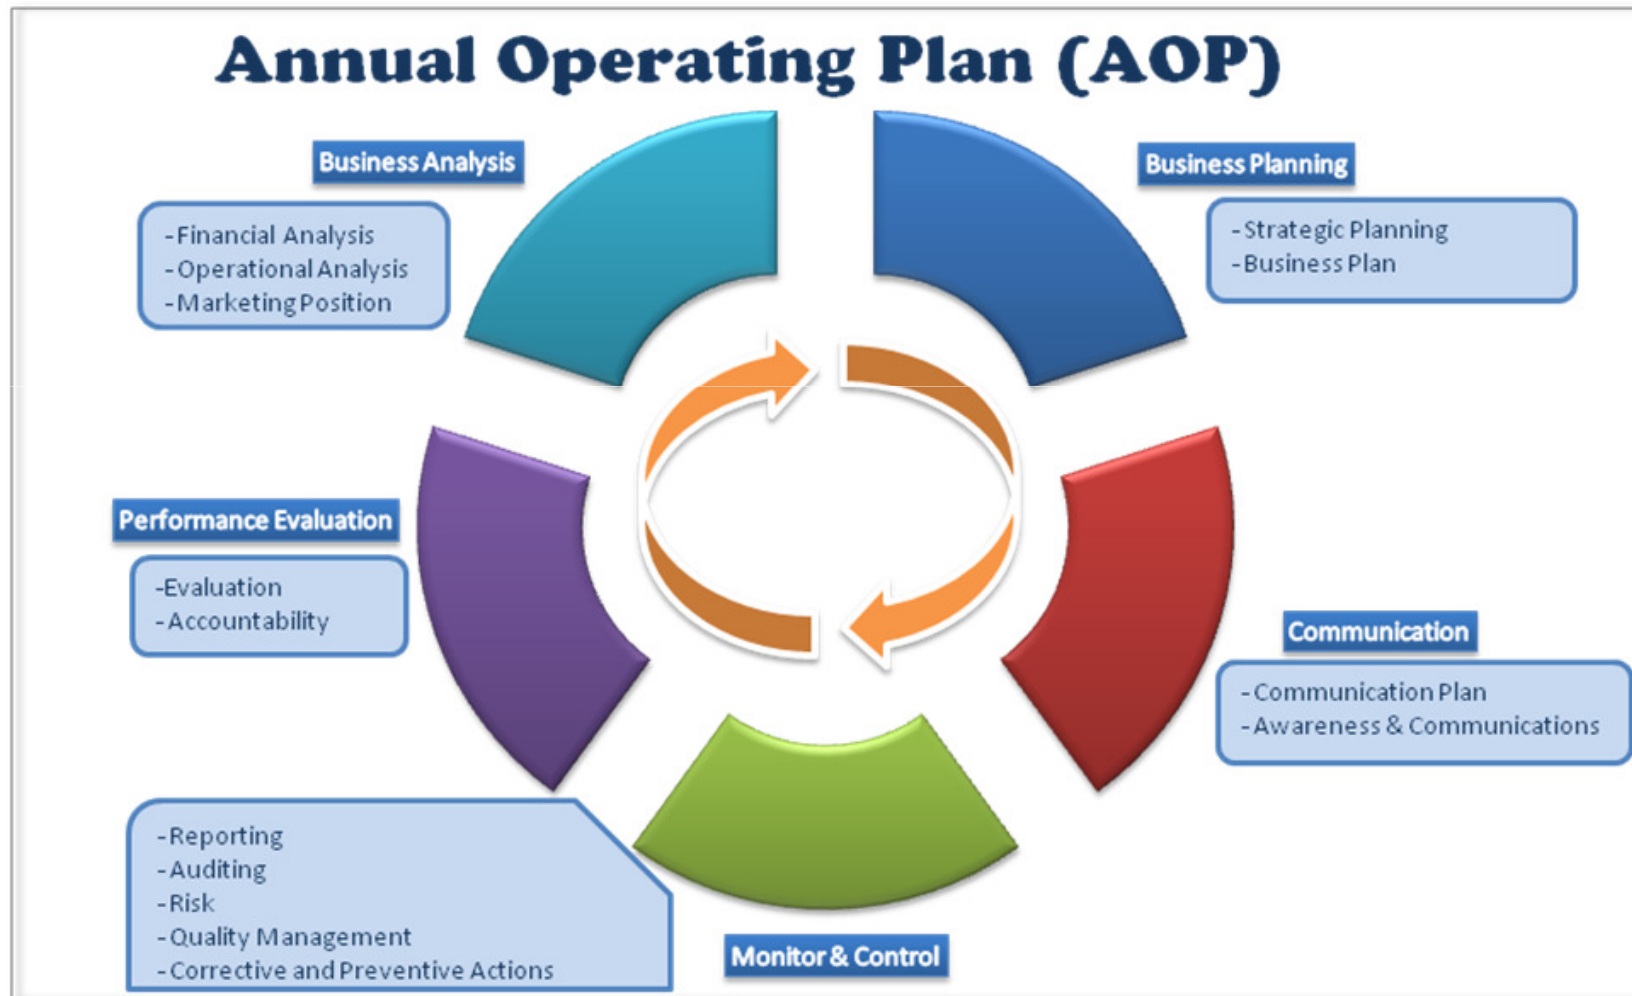 Annual Operating Plan (AOP)
Business Analysis
-Financial Analysis
-Operational Analysis
-Marketing Position
Business Planning
-Strategic Planning
-Business Plan
Performance Evaluation
-Evaluation
-Accountability
Communication
-Communication Plan
-Awareness & Communications
-Reporting
-Auditing
-Risk
-Quality Management
-Corrective and Preventive Actions
Monitor & Control